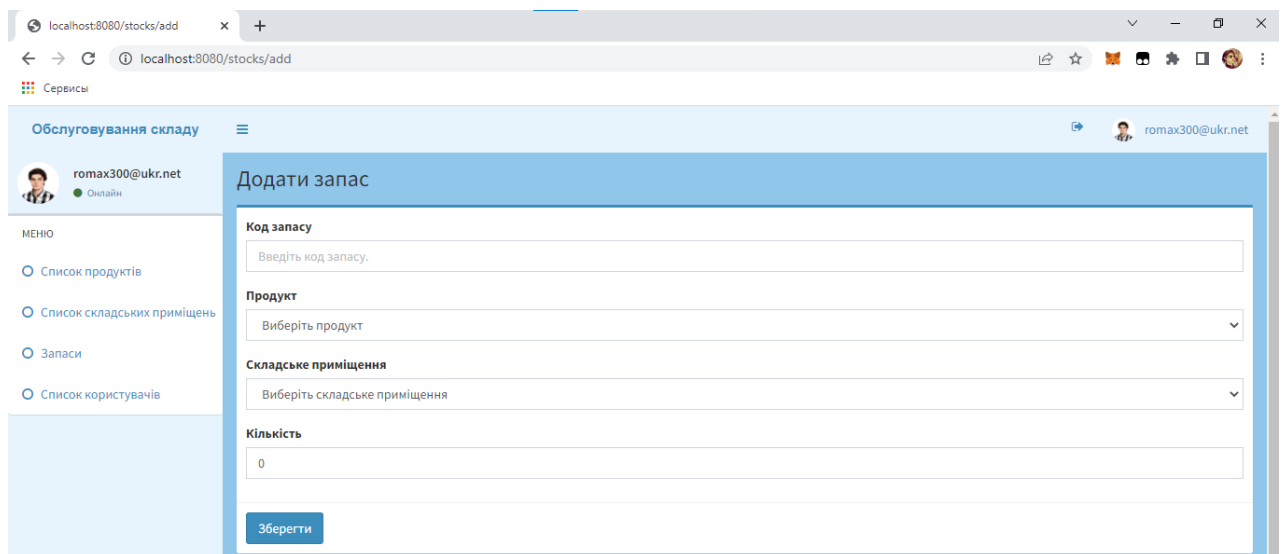 localhost:8080/stocks/add
localhost:8080/stocks/add
Сервисы
Обслуговування складу
romax300@ukr.net
romax300@ukr.net
Онлайн
МЕНЮ
Список продуктів
Список складських приміщень
Запаси
Список користувачів
Додати запас
Код запасу
Введіть код запасу.
Продукт
Виберіть продукт
Складське приміщення
Виберіть складське приміщення
Кількість
0
Зберегти